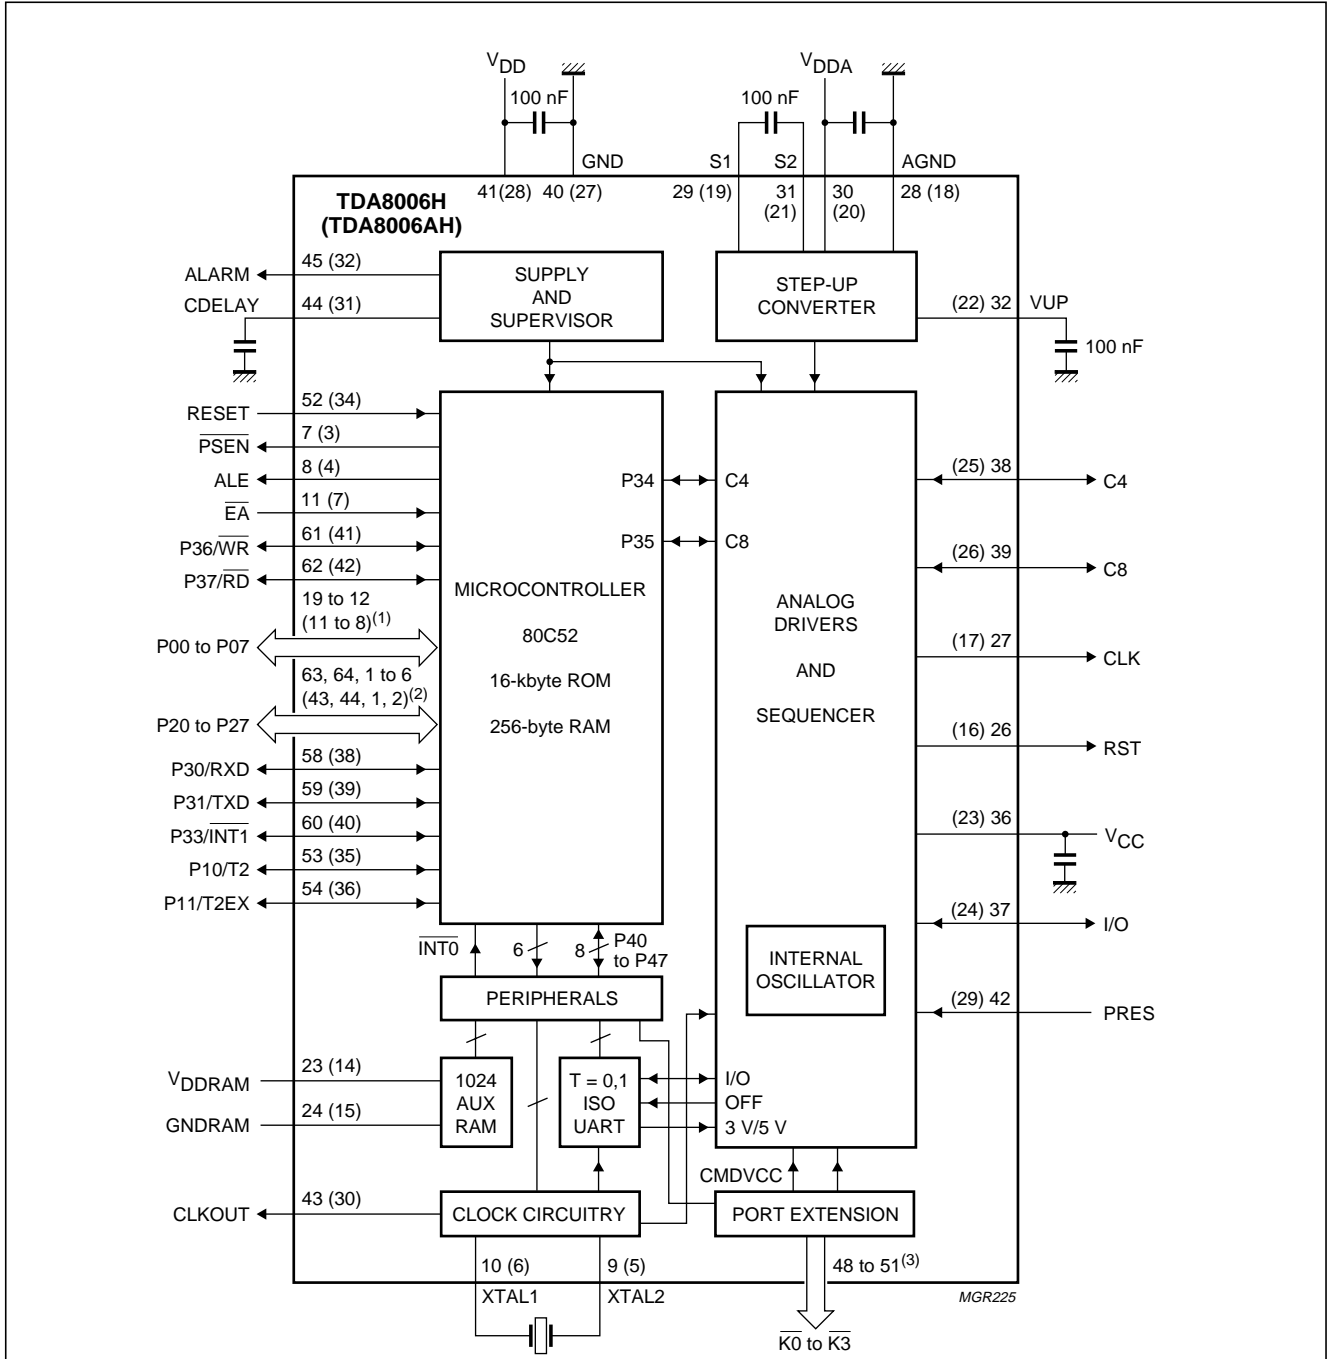 VDD
VDDA
100 nF
100 nF
GND
S1
S2
AGND
41(28)
40 (27)
29 (19)
31
(21)
30
(20)
28 (18)
TDA8006H
(TDA8006AH)
ALARM
45 (32)
CDELAY
44 (31)
SUPPLY
AND
SUPERVISOR
STEP-UP
CONVERTER
(22) 32
VUP
100 nF
RESET
52 (34)
PSEN
7 (3)
ALE
8 (4)
EA
11 (7)
P36/WR
61 (41)
P37/RD
62 (42)
19 to 12
(11 to 8)(1)
P00 to P07
63, 64, 1 to 6
(43, 44, 1, 2)(2)
P20 to P27
P30/RXD
58 (38)
P31/TXD
59 (39)
P33/INT1
60 (40)
P10/T2
53 (35)
P11/T2EX
54 (36)
P34
P35
MICROCONTROLLER
80C52
16-kbyte ROM
256-byte RAM
C4
C8
ANALOG
DRIVERS
AND
SEQUENCER
(25) 38
C4
(26) 39
C8
(17) 27
CLK
(16) 26
RST
(23) 36
VCC
(24) 37
I/O
(29) 42
PRES
INTERNAL
OSCILLATOR
INT0
6
8
P40
to P47
PERIPHERALS
VDDRAM
23 (14)
GNDRAM
24 (15)
1024
AUX
RAM
T = 0,1
ISO
UART
I/O
OFF
3 V/5 V
CMDVCC
CLKOUT
43 (30)
CLOCK CIRCUITRY
PORT EXTENSION
10 (6)
9 (5)
48 to 51(3)
XTAL1
XTAL2
MGR225
K0 to K3